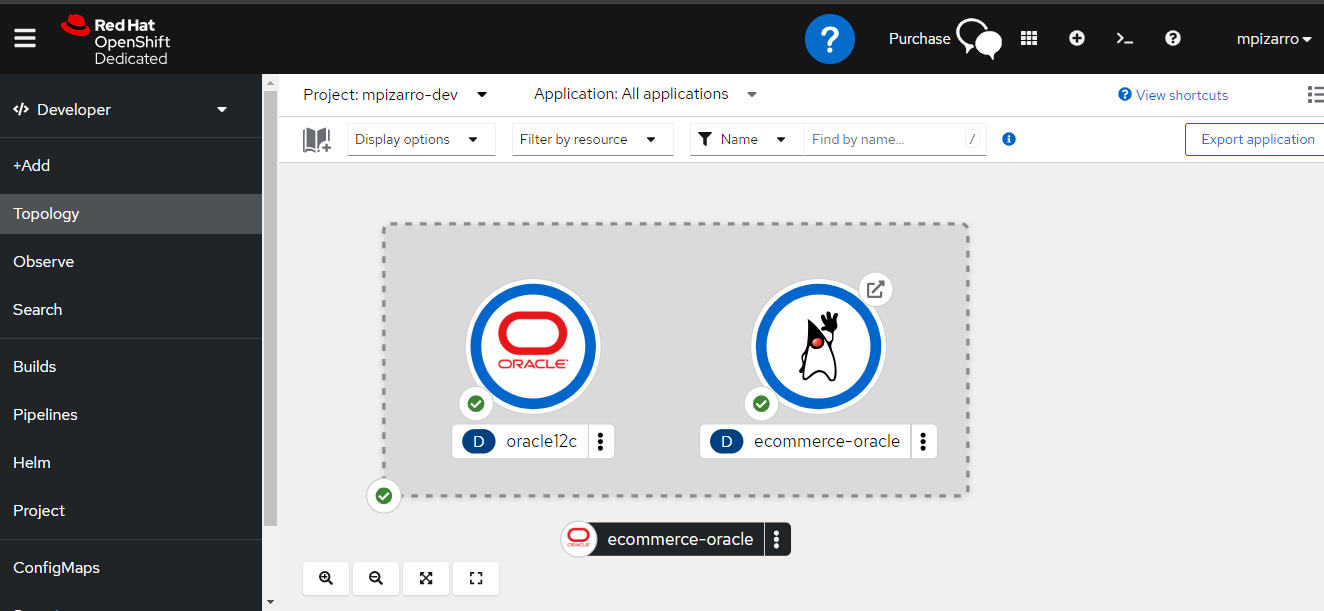 Red Hat
OpenShift
Dedicated
?
Purchase
?
mpizarro
Developer
Project: mpizarro-dev
Application: All applications
? View shortcuts
+Add
Display options
Filter by resource
Name
Find by name...
/
i
Export application
Topology
Observe
Search
Builds
Pipelines
Helm
Project
ConfigMaps
ORACLE
D oracle12c
D ecommerce-oracle
ORACLE
ecommerce-oracle